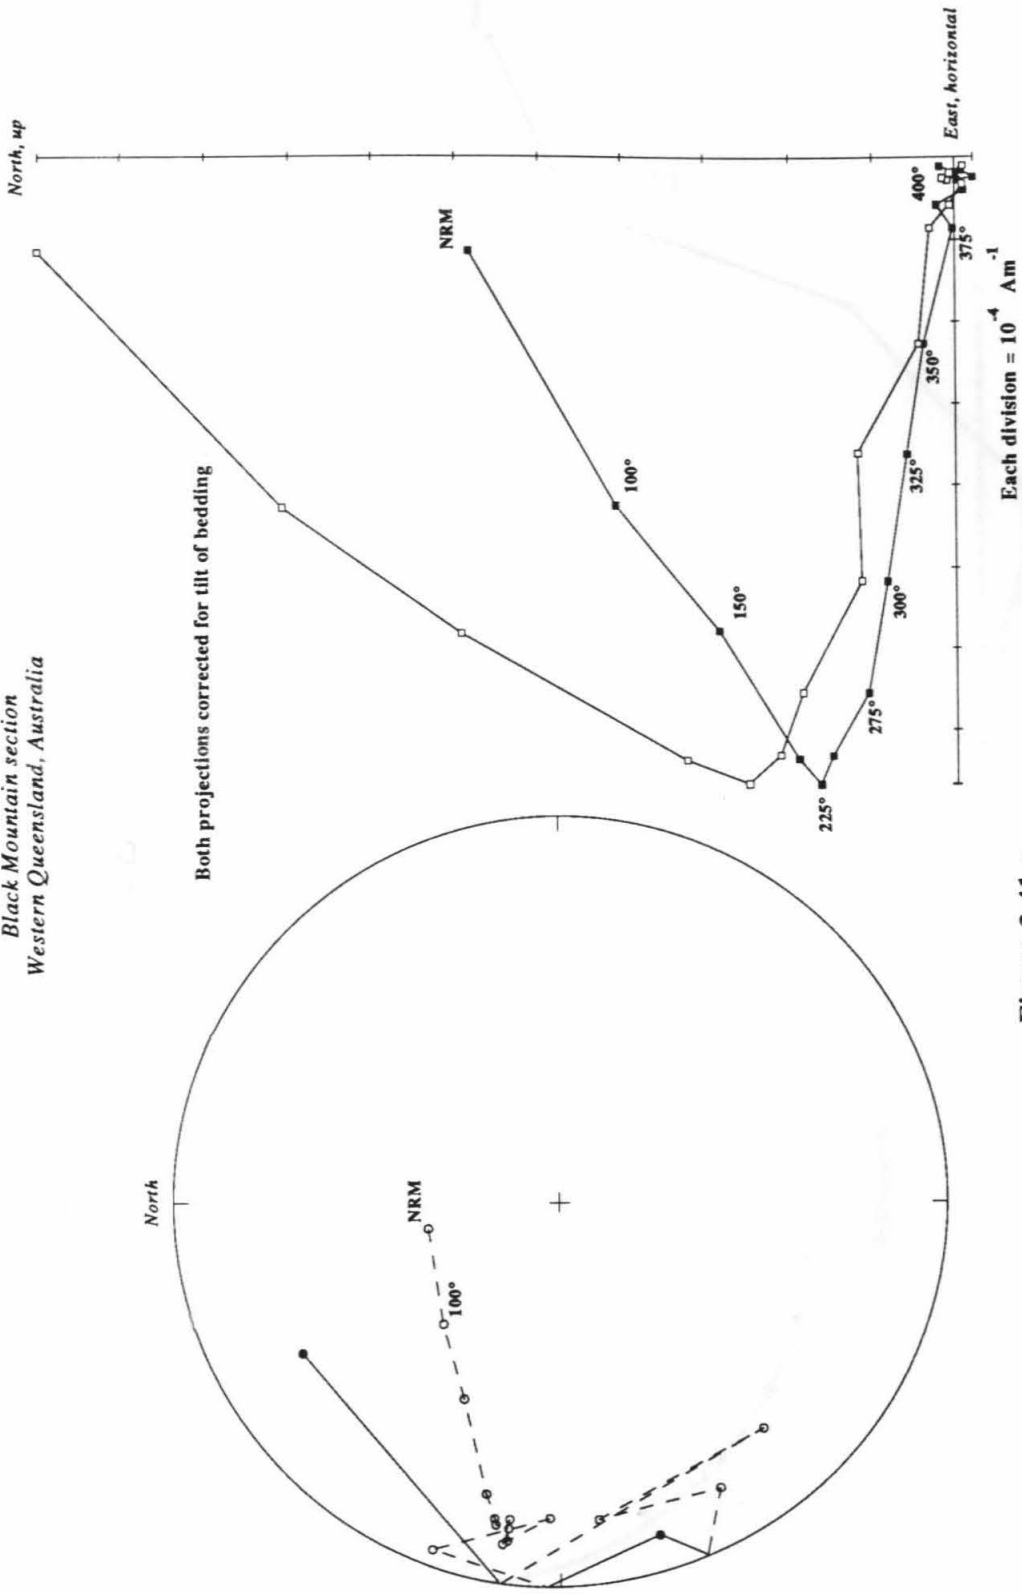 Black Mountain section
Western Queensland, Australia
Both projections corrected for tilt of bedding
North
NRM
100°
North, up
NRM
100°
150°
225°
275°
300°
325°
350°
375°
400°
East, horizontal
Each division = 10⁻⁴ Am⁻¹